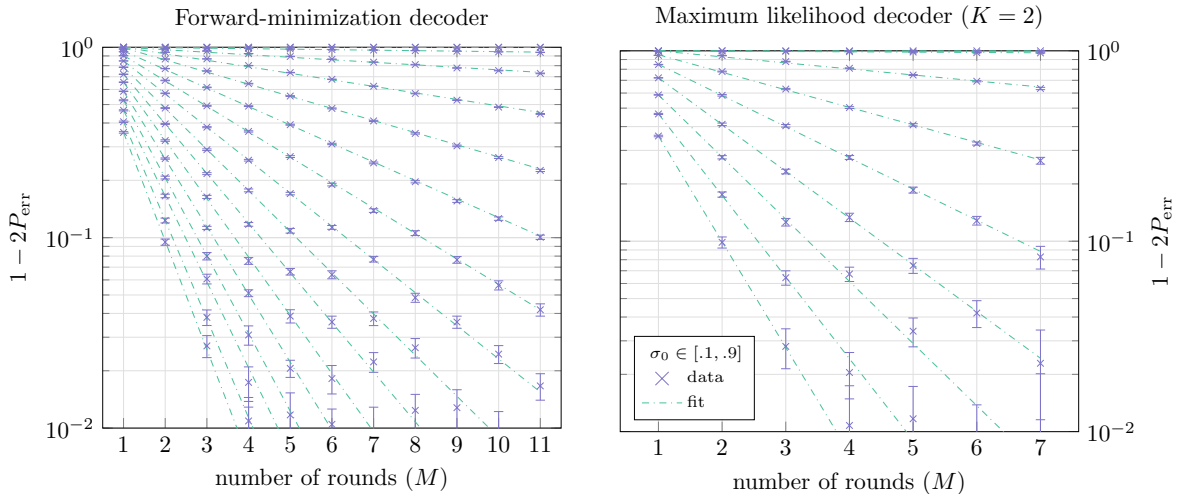 Forward-minimization decoder
10^0
10^{-1}
10^{-2}
1 − 2P_err
1 2 3 4 5 6 7 8 9 10 11
number of rounds (M)
Maximum likelihood decoder (K = 2)
10^0
10^{-1}
10^{-2}
1 − 2P_err
σ_0 ∈ [.1, .9]
data
fit
1 2 3 4 5 6 7
number of rounds (M)